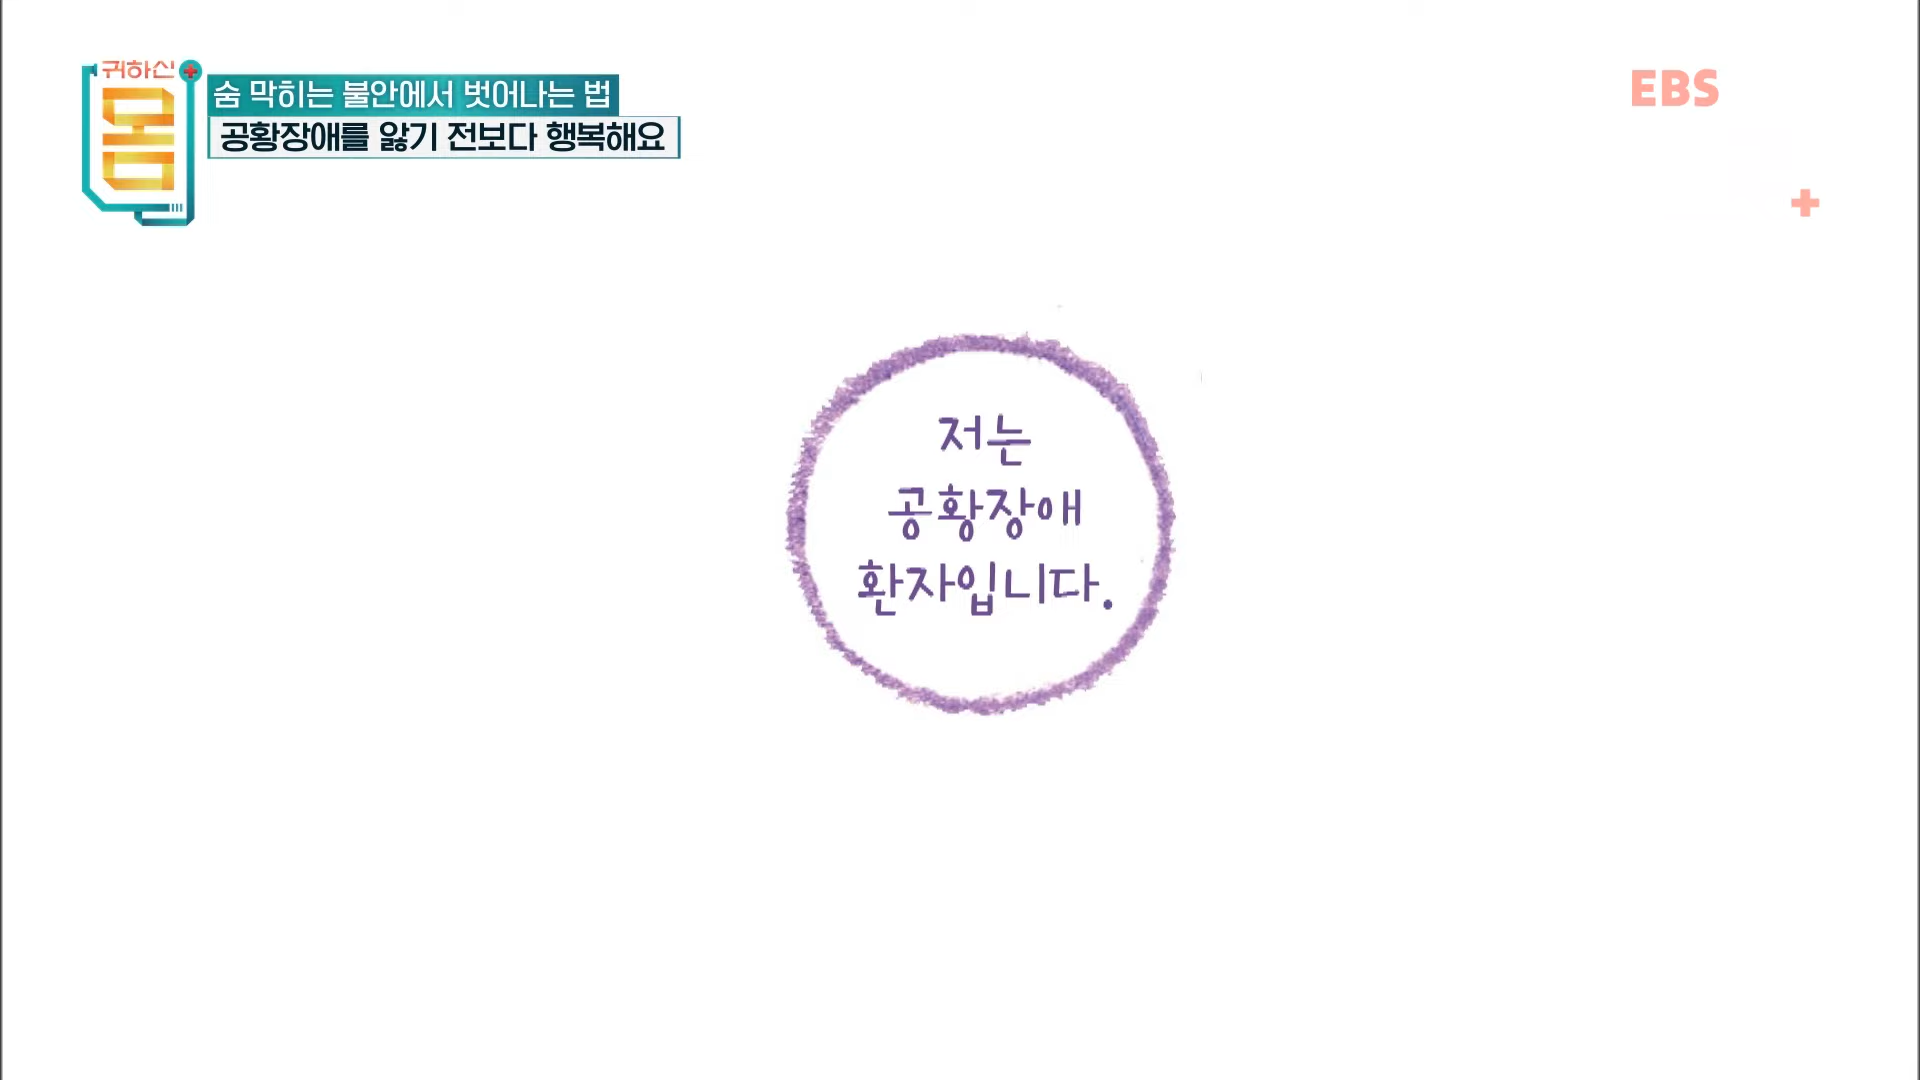 귀하신
몸
숨 막히는 불안에서 벗어나는 법
공황장애를 앓기 전보다 행복해요
EBS
저는
공황장애
환자입니다.